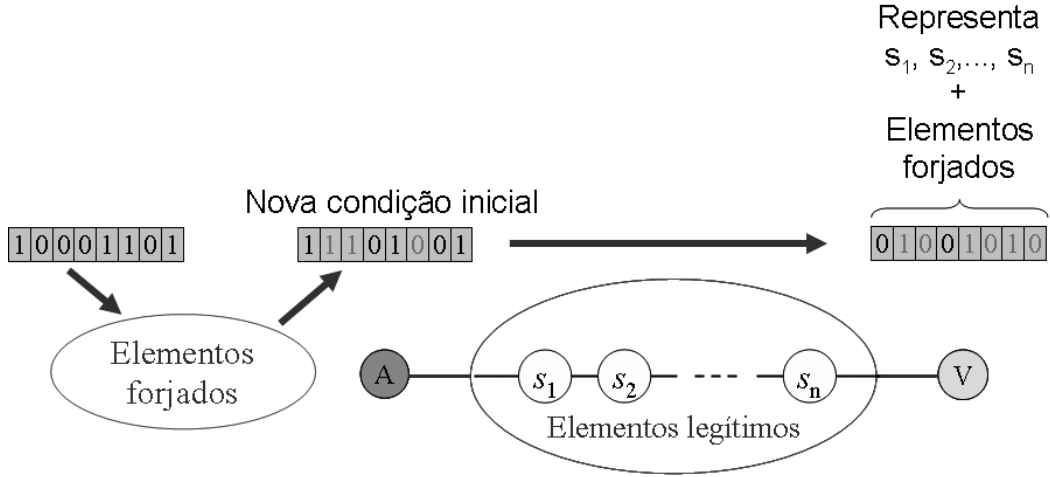 Representa
s1, s2,..., sn
+
Elementos
forjados
Nova condição inicial
1 0 0 0 1 1 0 1
1 1 1 0 1 0 0 1
0 1 0 0 1 0 1 0
Elementos
forjados
A s1 s2 sn V
Elementos legítimos